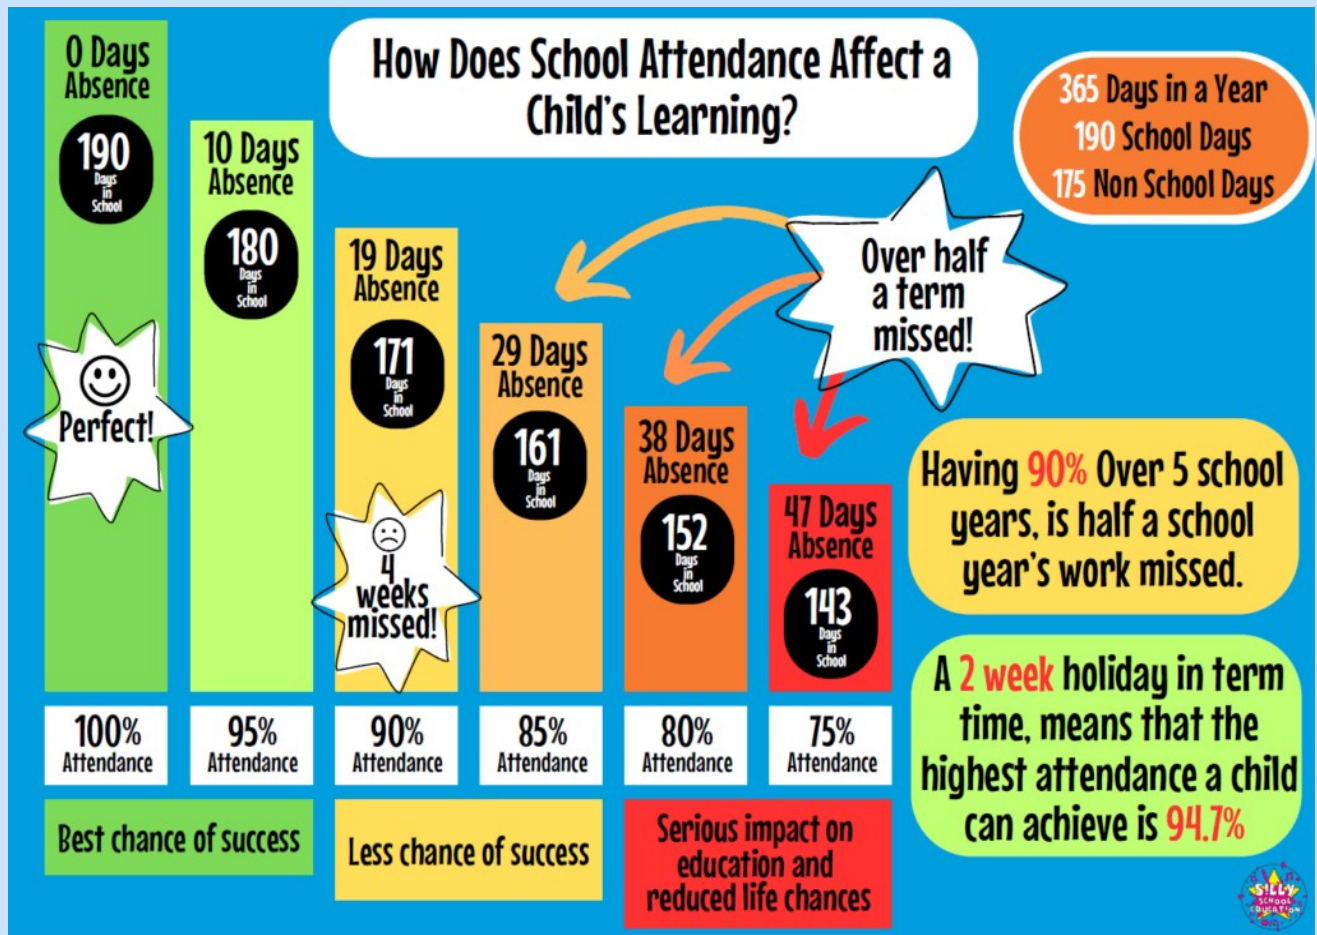 How Does School Attendance Affect a
Child's Learning?
365 Days in a Year
190 School Days
175 Non School Days
0 Days
Absence
190
Days
in
School
Perfect!
100%
Attendance
10 Days
Absence
180
Days
in
School
95%
Attendance
19 Days
Absence
171
Days
in
School
4
weeks
missed!
90%
Attendance
29 Days
Absence
161
Days
in
School
85%
Attendance
38 Days
Absence
152
Days
in
School
80%
Attendance
47 Days
Absence
143
Days
in
School
75%
Attendance
Over half
a term
missed!
Best chance of success
Less chance of success
Serious impact on
education and
reduced life chances
Having 90% Over 5 school
years, is half a school
year's work missed.
A 2 week holiday in term
time, means that the
highest attendance a child
can achieve is 94.7%
SILLY
SCHOOL
EDUCATION